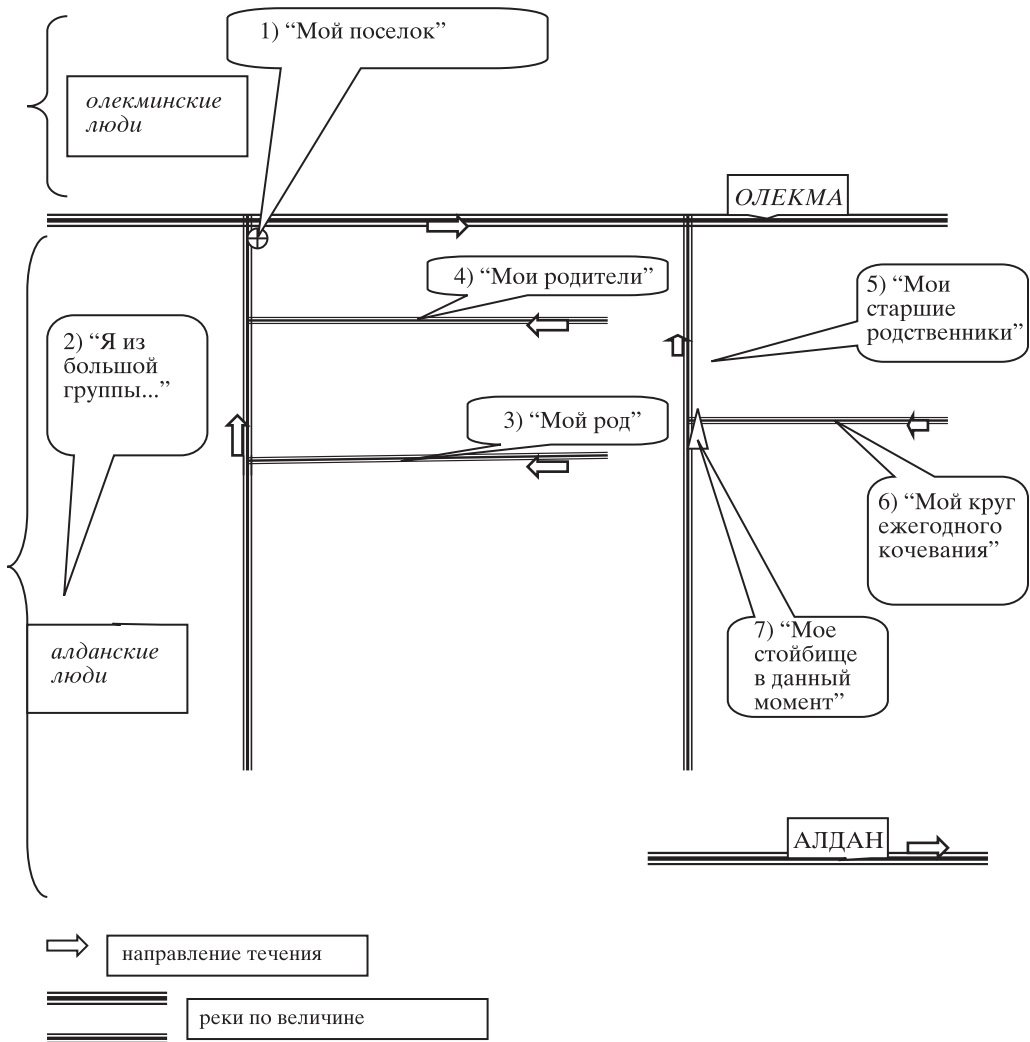 1) “Мой поселок”
олекминские
люди
ОЛЕКМА
4) “Мои родители”
5) “Мои
старшие
родственники”
2) “Я из
большой
группы...”
3) “Мой род”
6) “Мой круг
ежегодного
кочевания”
7) “Мое
стойбище
в данный
момент”
алданские
люди
АЛДАН
направление течения
реки по величине